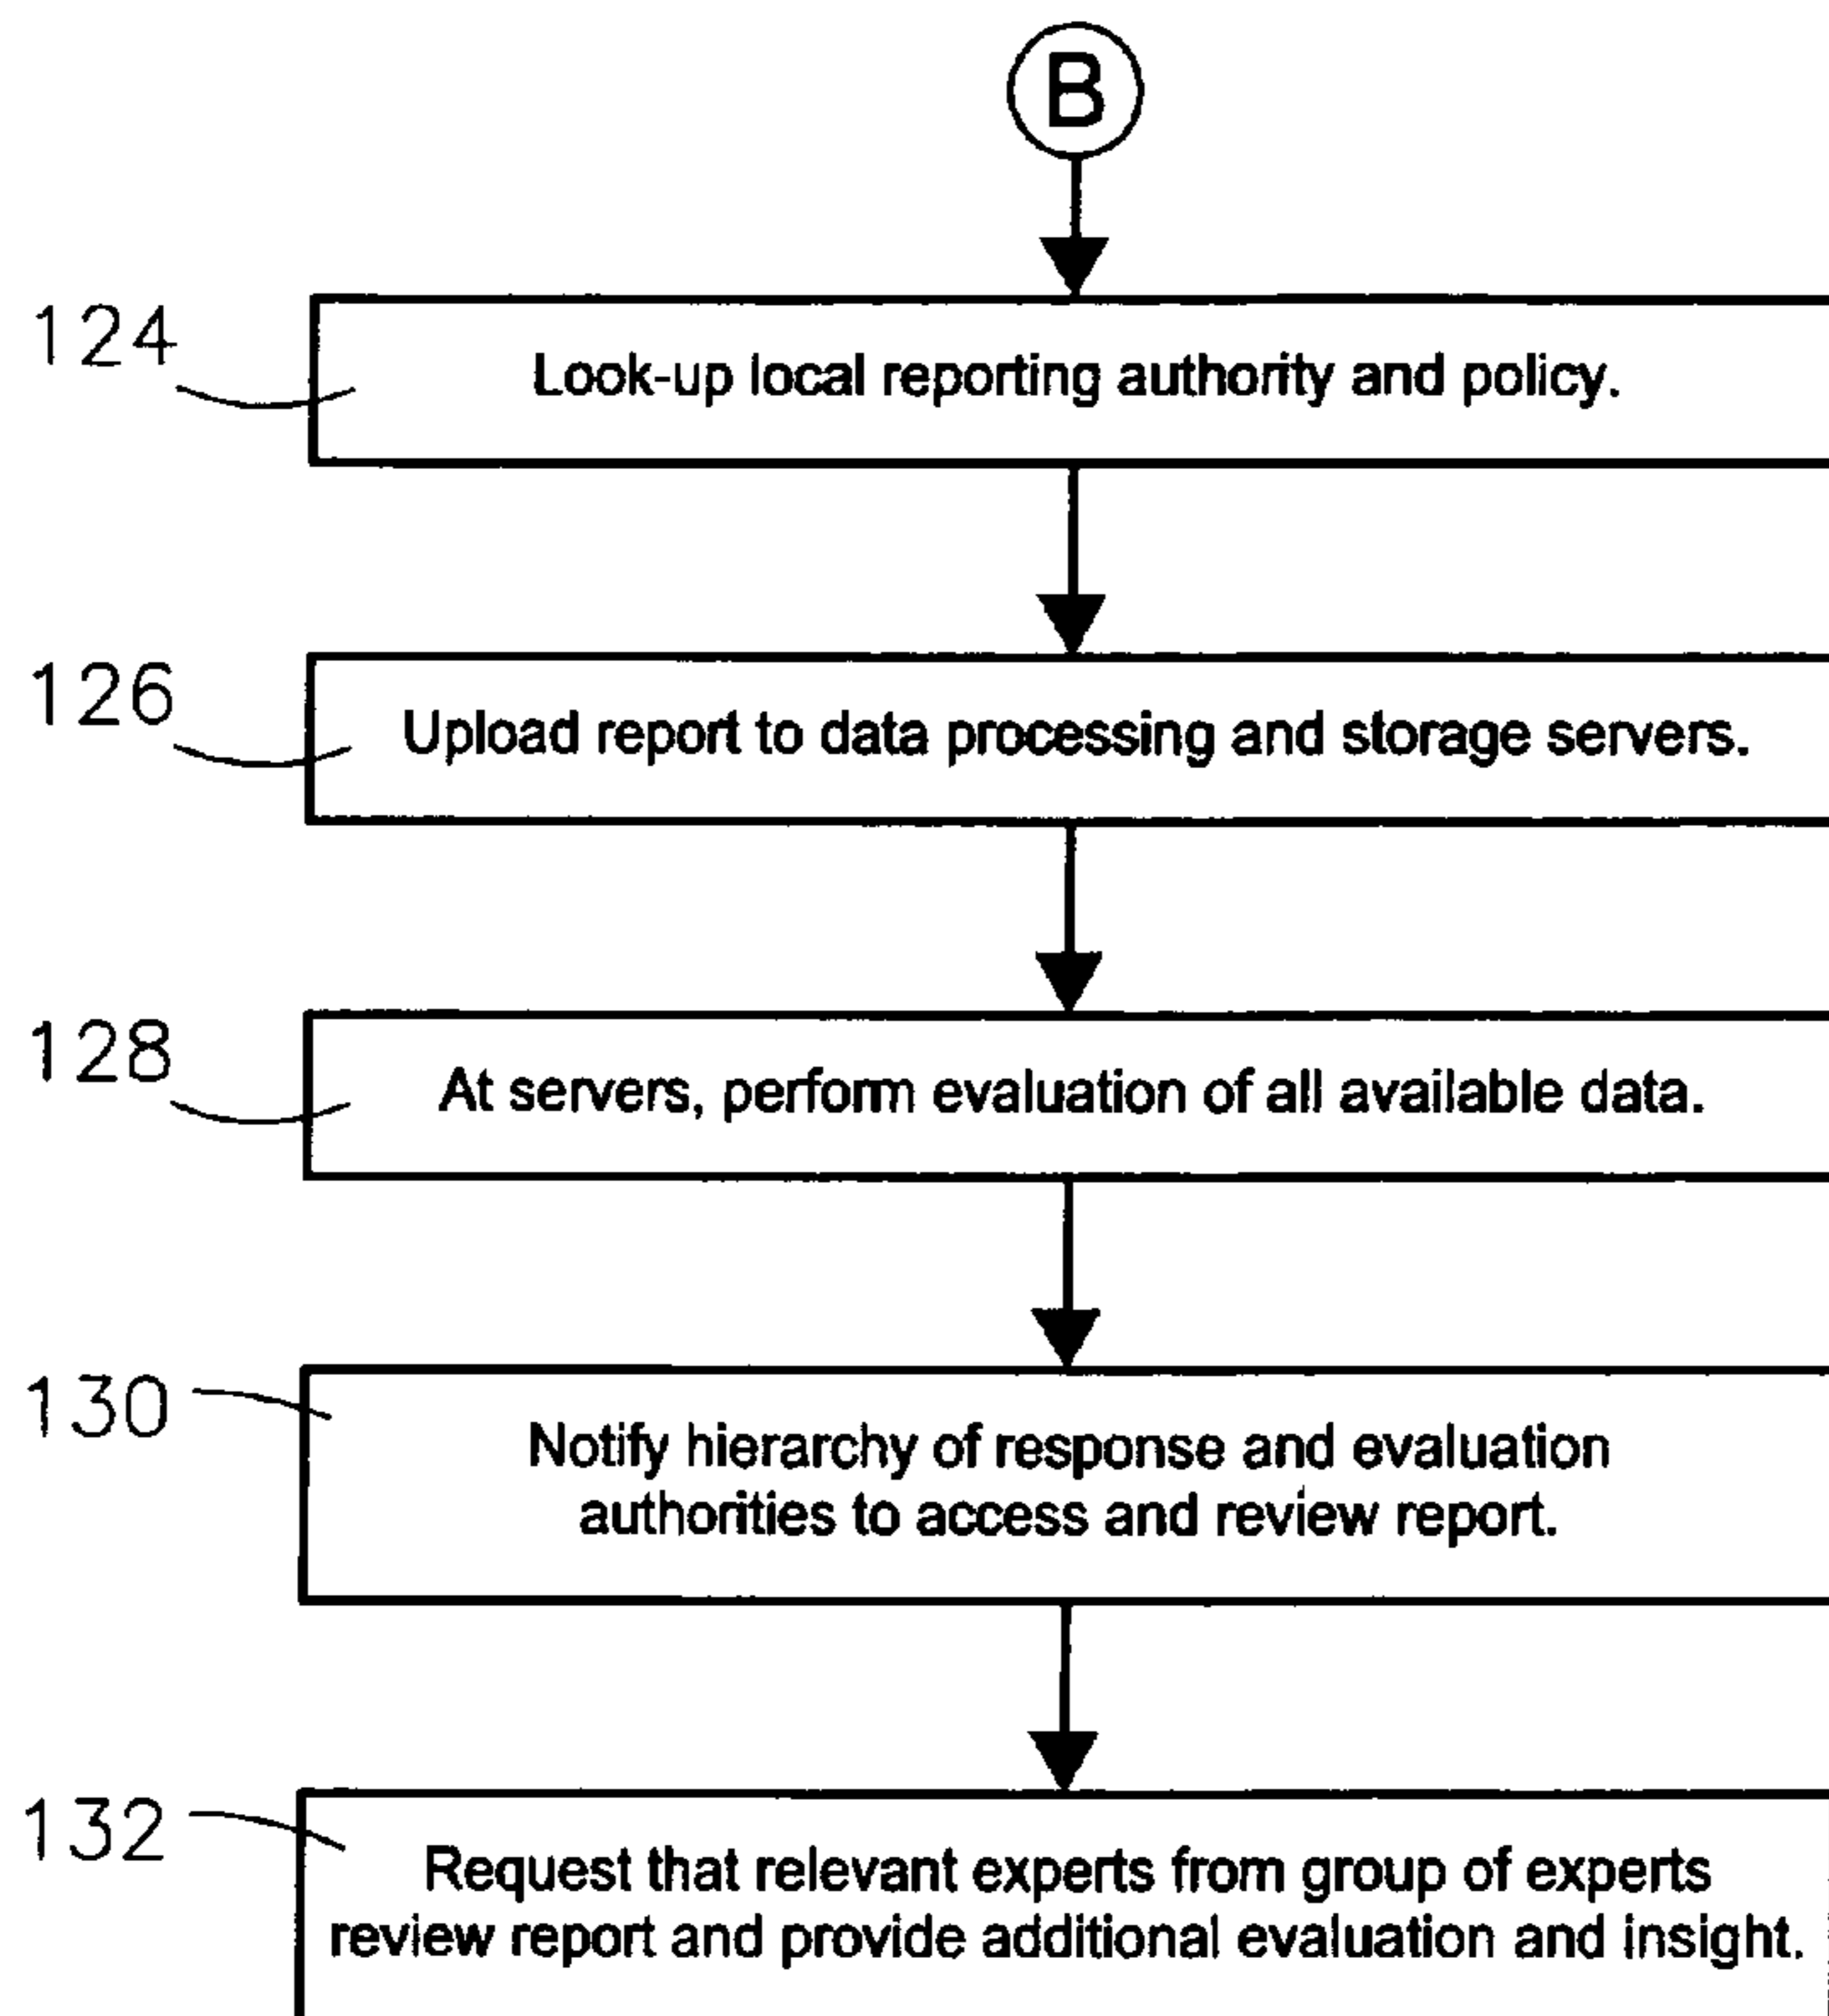 B
124
Look-up local reporting authority and policy.
126
Upload report to data processing and storage servers.
128
At servers, perform evaluation of all available data.
130
Notify hierarchy of response and evaluation
authorities to access and review report.
132
Request that relevant experts from group of experts
review report and provide additional evaluation and insight.